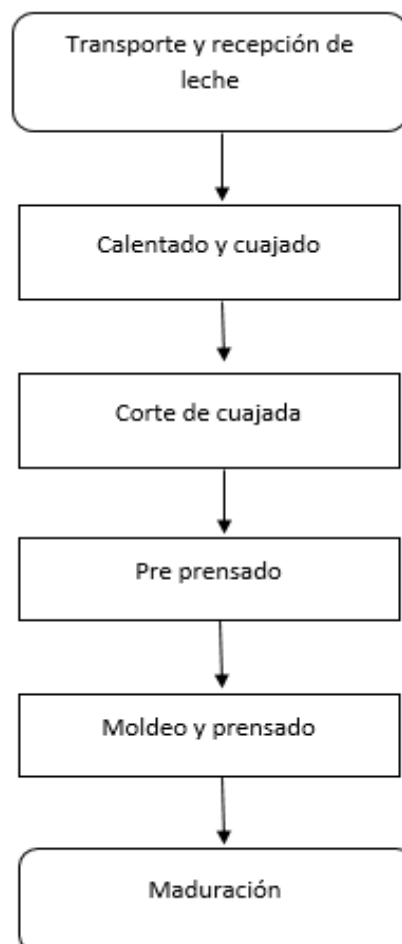 Transporte y recepción de
leche
Calentado y cuajado
Corte de cuajada
Pre prensado
Moldeo y prensado
Maduración